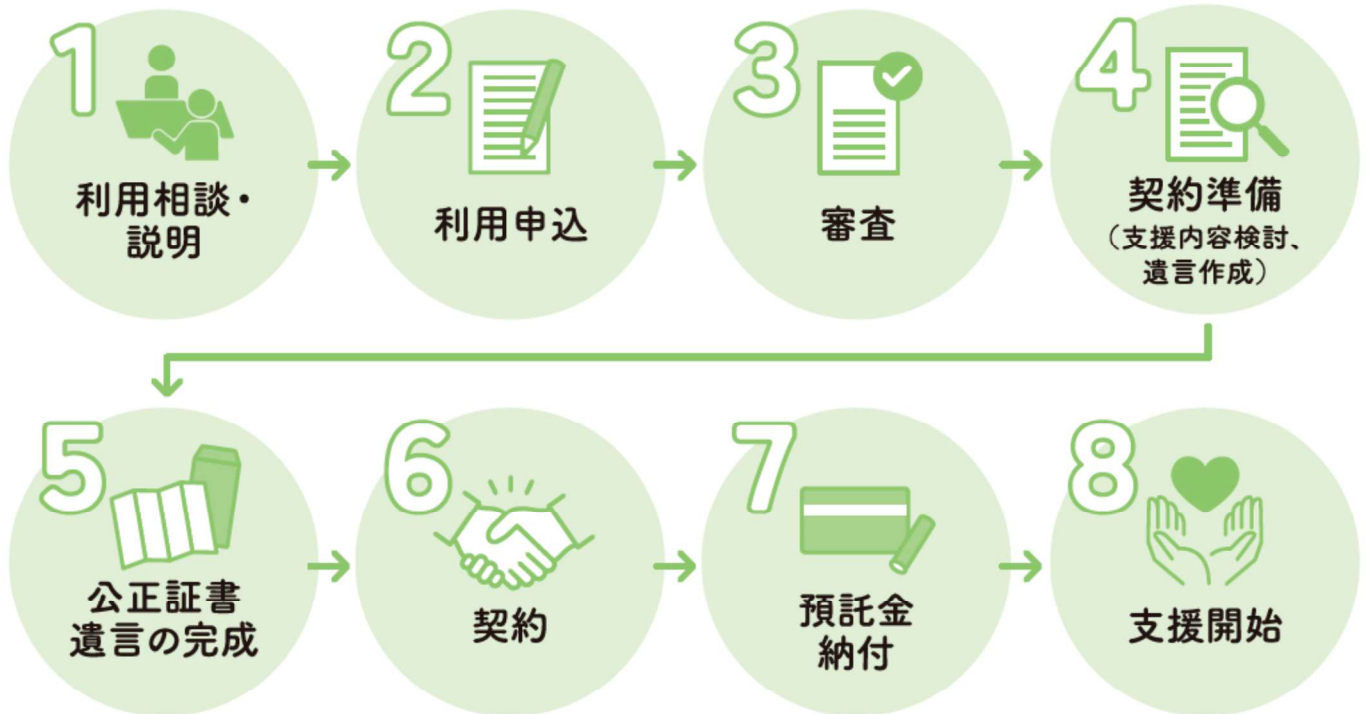 1
利用相談・
説明
2
利用申込
3
審査
4
契約準備
（支援内容検討、
遺言作成）
5
公正証書
遺言の完成
6
契約
7
預託金
納付
8
支援開始